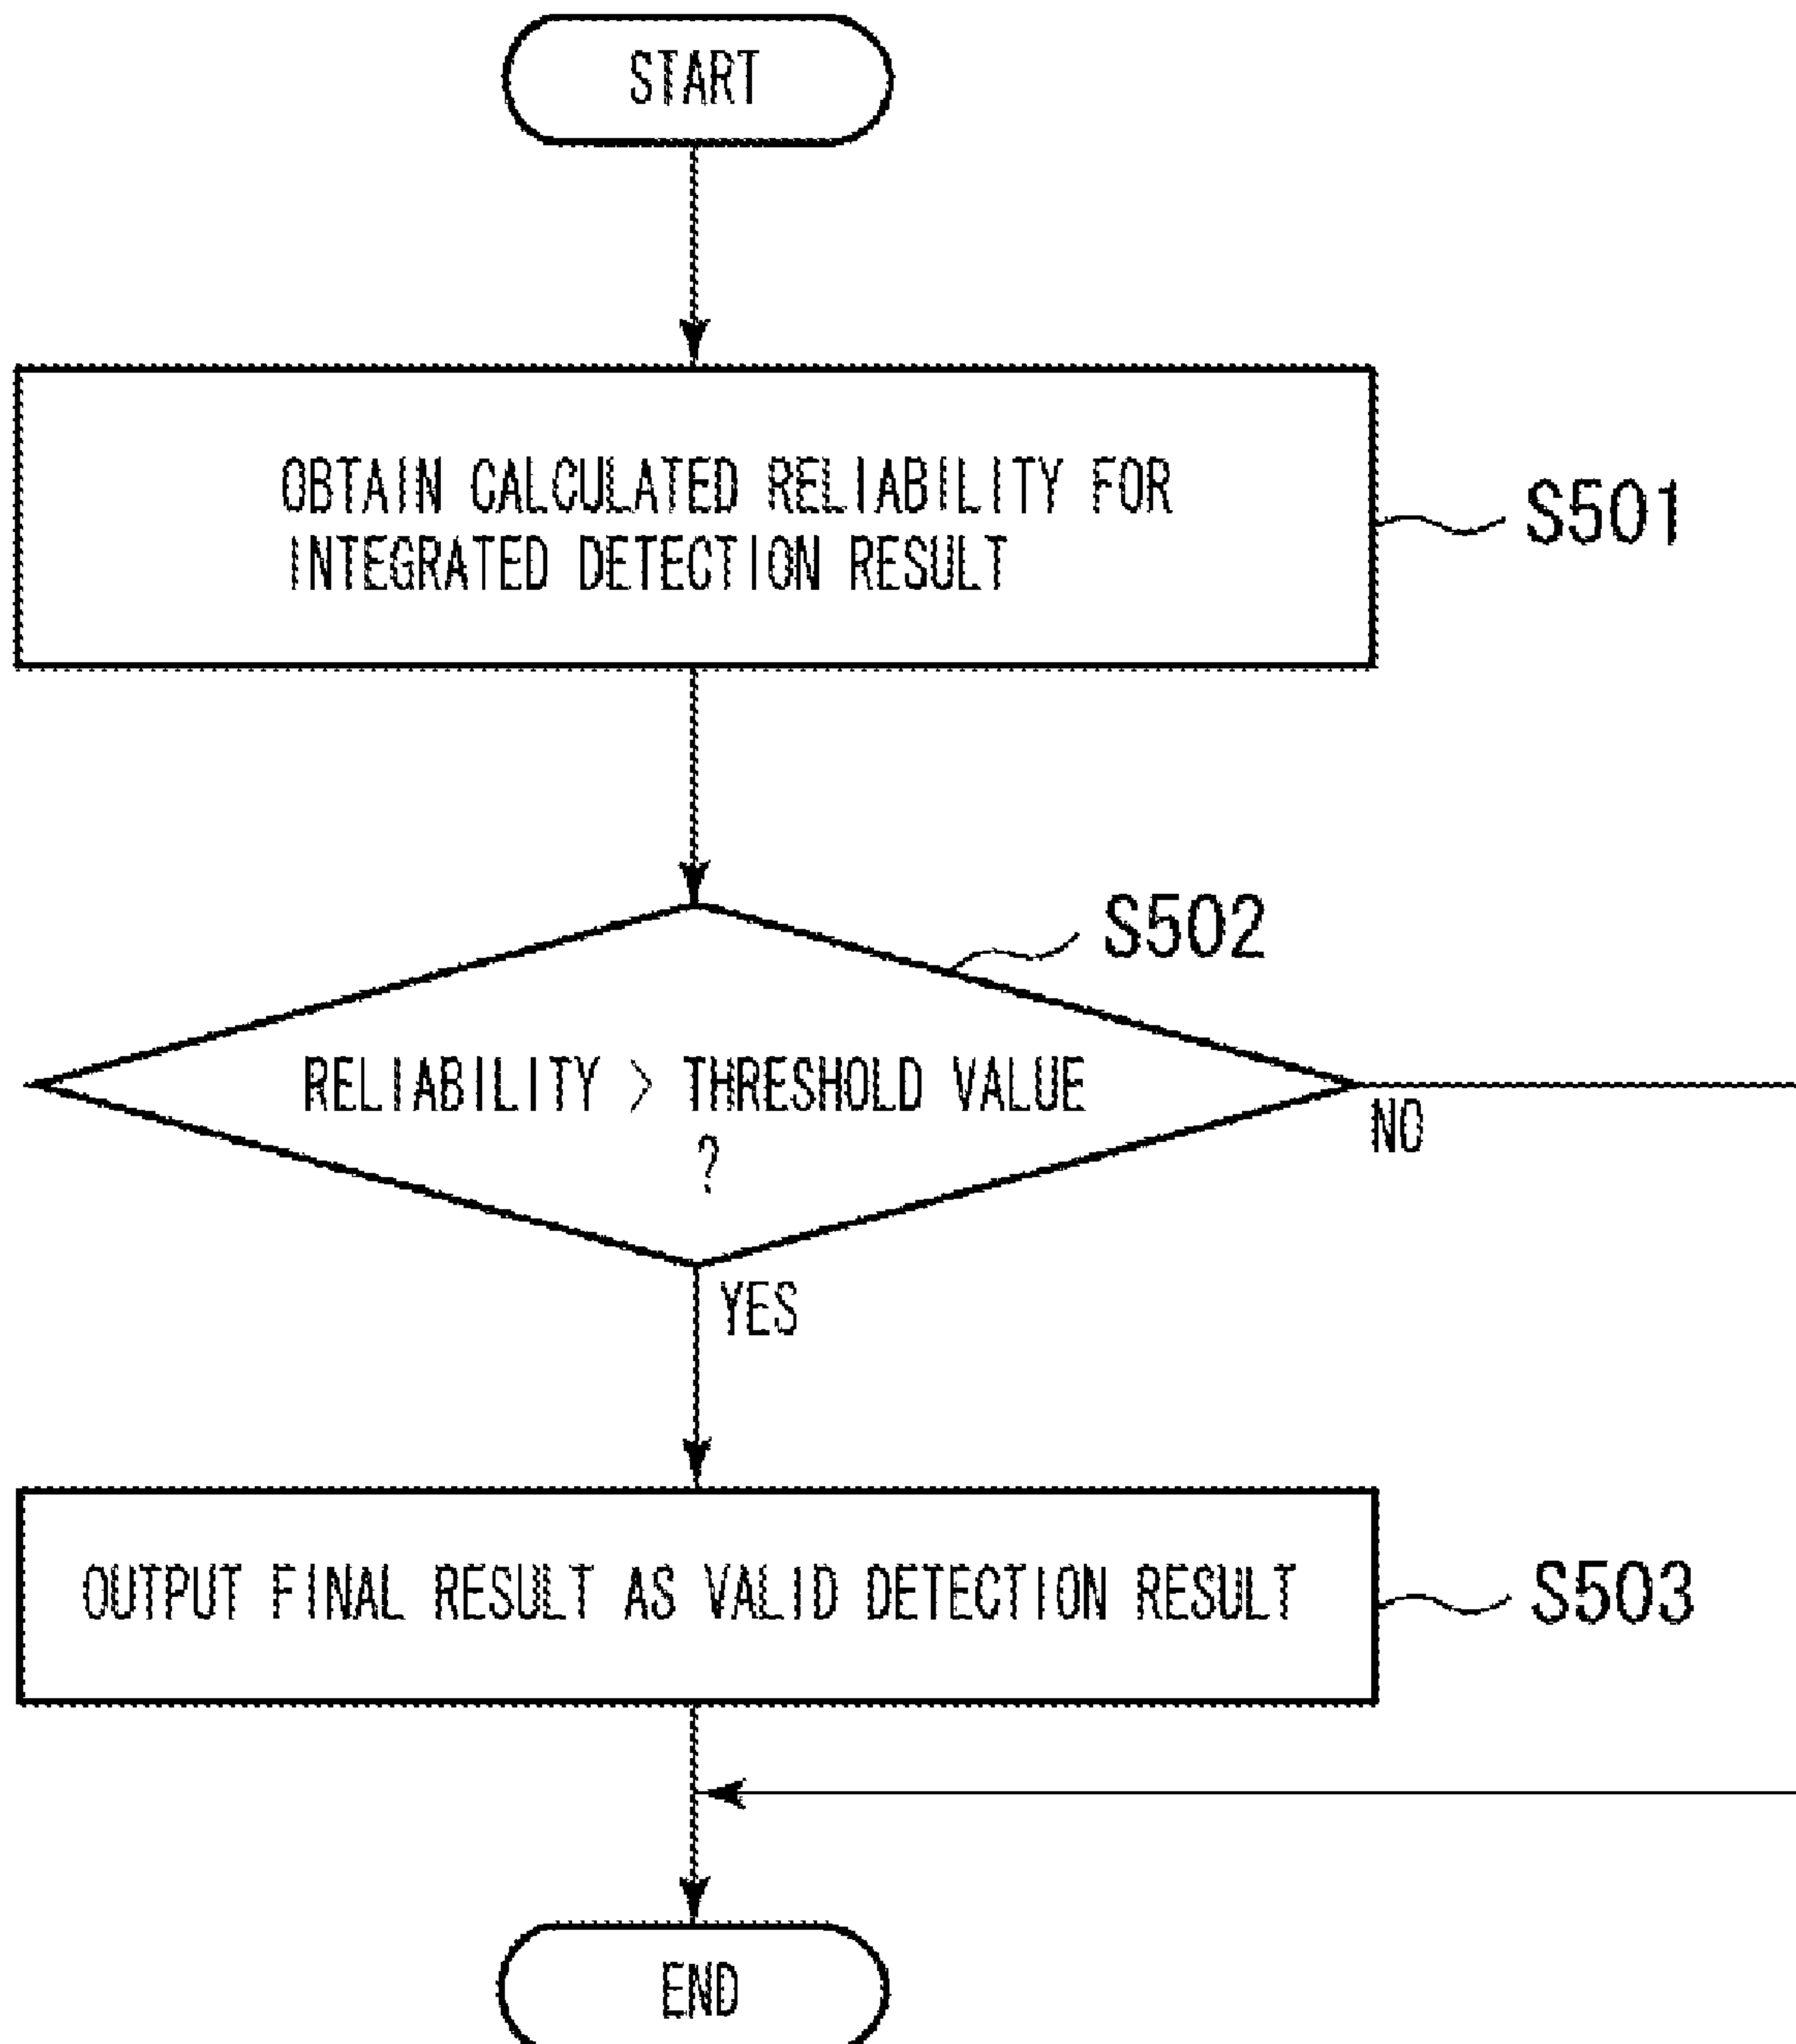 START
OBTAIN CALCULATED RELIABILITY FOR
INTEGRATED DETECTION RESULT
S501
S502
RELIABILITY > THRESHOLD VALUE
?
NO
YES
OUTPUT FINAL RESULT AS VALID DETECTION RESULT
S503
END